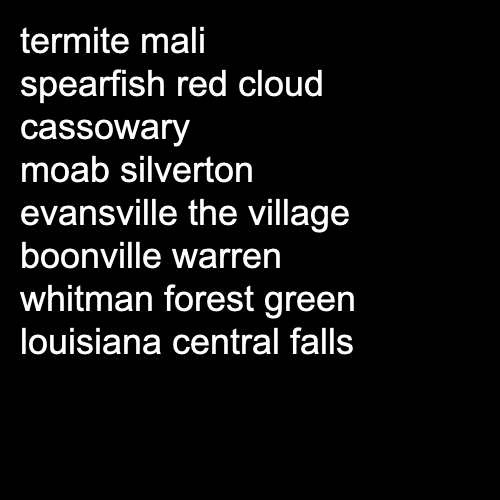 termite mali
spearfish red cloud
cassowary
moab silverton
evansville the village
boonville warren
whitman forest green
louisiana central falls